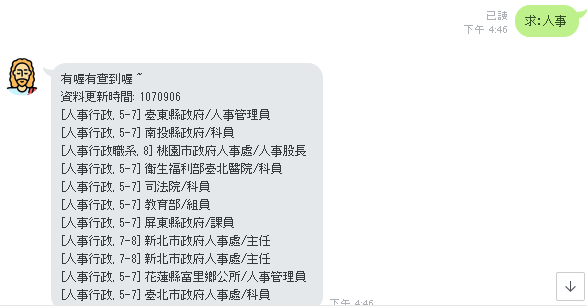 已讀
下午 4:46
求:人事
有喔有查到喔 ~
資料更新時間: 1070906
[人事行政, 5-7] 臺東縣政府/人事管理員
[人事行政, 5-7] 南投縣政府/科員
[人事行政職系, 8] 桃園市政府人事處/人事股長
[人事行政, 5-7] 衛生福利部臺北醫院/科員
[人事行政, 5-7] 司法院/科員
[人事行政, 5-7] 教育部/組員
[人事行政, 5-7] 屏東縣政府/課員
[人事行政, 7-8] 新北市政府人事處/主任
[人事行政, 7-8] 新北市政府人事處/主任
[人事行政, 5-7] 花蓮縣富里鄉公所/人事管理員
[人事行政, 5-7] 臺北市政府人事處/科員
下午 4:46